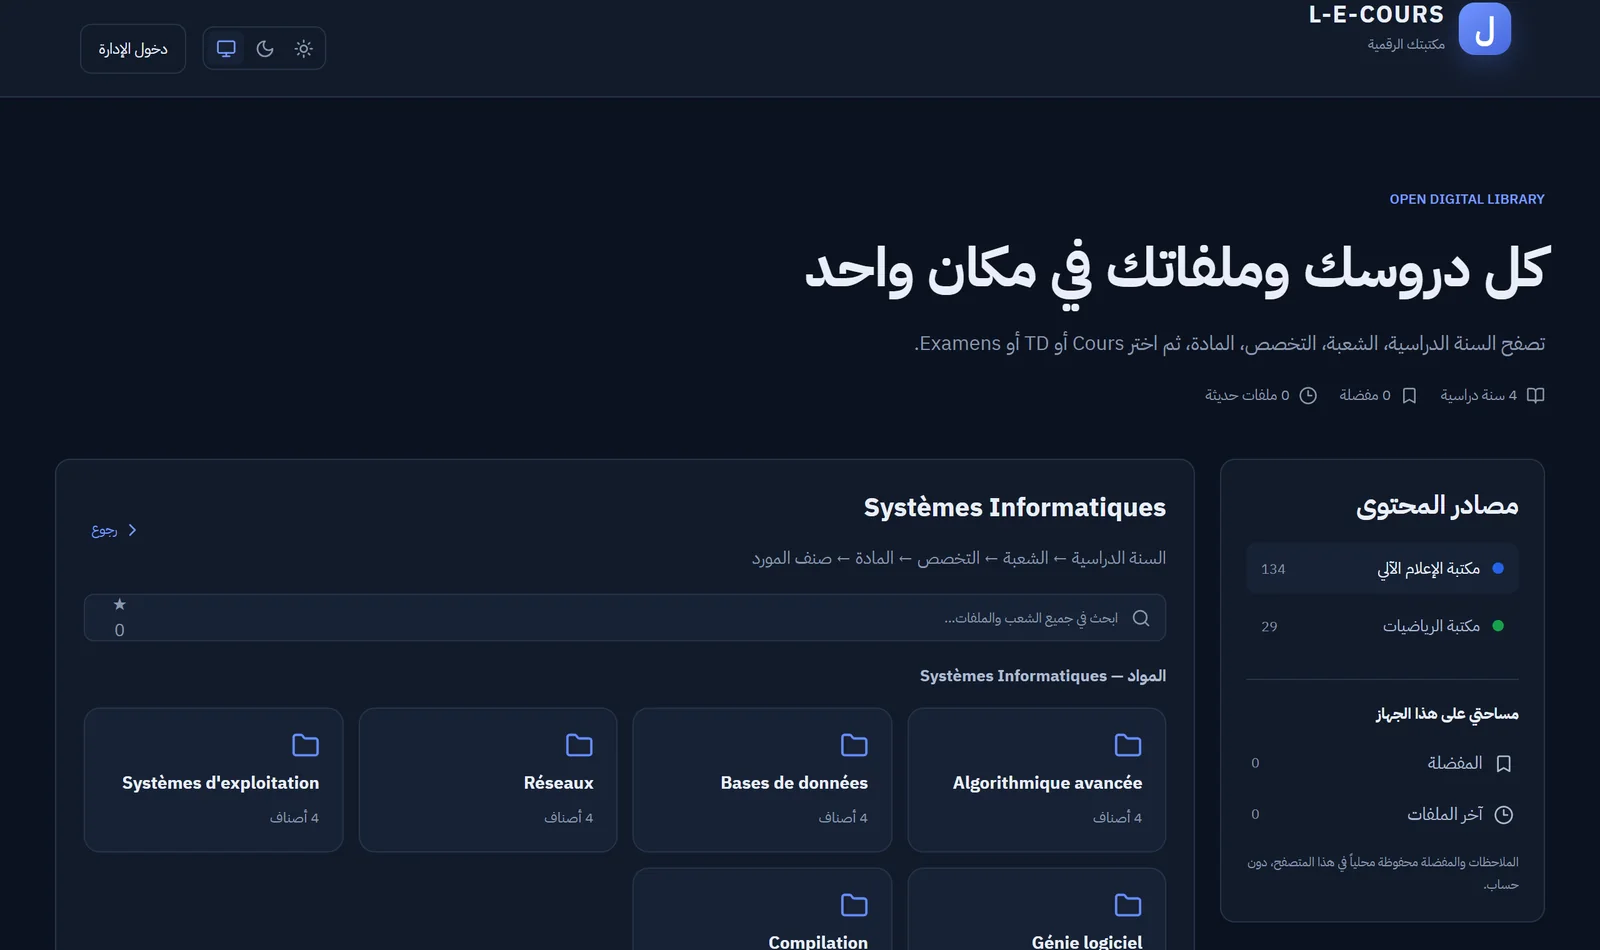 ل
L-E-COURS
مكتبتك الرقمية
دخول الإدارة
OPEN DIGITAL LIBRARY
كل دروسك وملفاتك في مكان واحد
تصفح السنة الدراسية، الشعبة، التخصص، المادة، ثم اختر Cours أو TD أو Examens.
4 سنة دراسية
0 مفضلة
0 ملفات حديثة
مصادر المحتوى
مكتبة الإعلام الآلي 134
مكتبة الرياضيات 29
مساحتي على هذا الجهاز
المفضلة 0
آخر الملفات 0
الملاحظات والمفضلة محفوظة محلياً في هذا المتصفح، دون
حساب.
Systèmes Informatiques
رجوع
السنة الدراسية ← الشعبة ← التخصص ← المادة ← صنف المورد
ابحث في جميع الشعب والملفات...
★
0
المواد — Systèmes Informatiques
Algorithmique avancée
4 أصناف
Bases de données
4 أصناف
Réseaux
4 أصناف
Systèmes d'exploitation
4 أصناف
Génie logiciel
Compilation